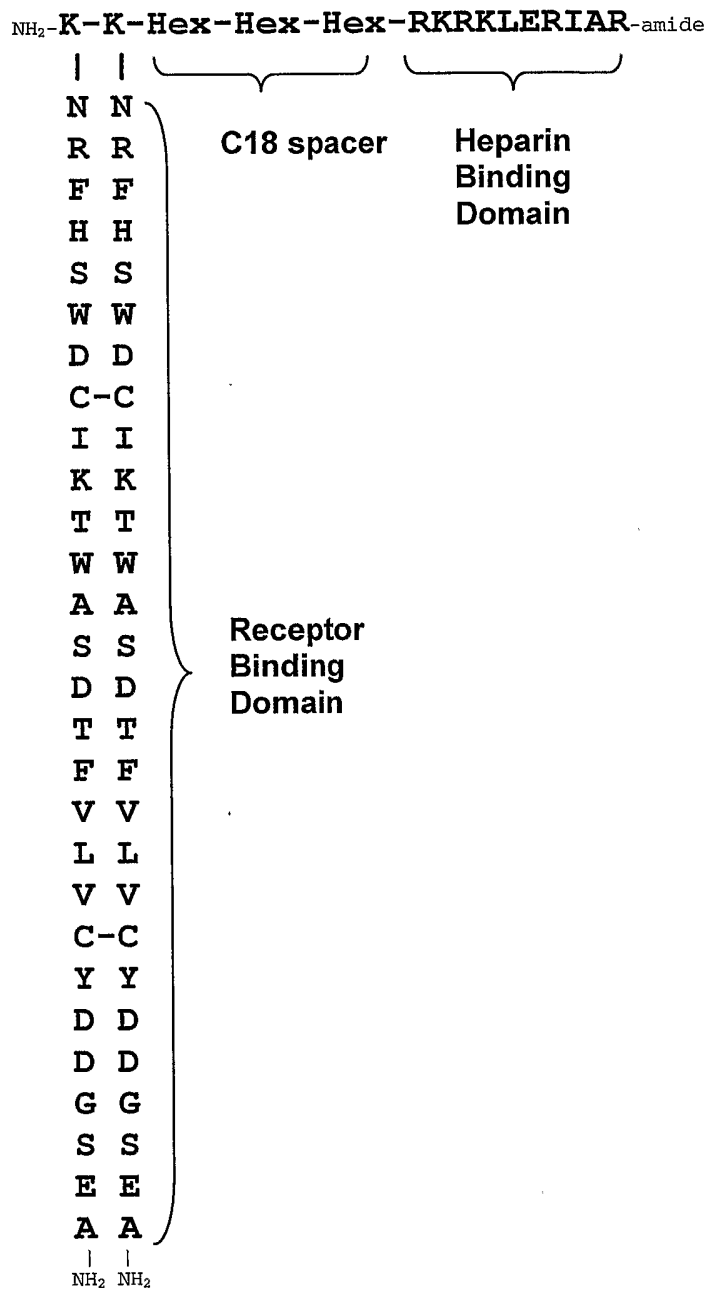 NH₂-K-K-Hex-Hex-Hex-RKRKLERIAR-amide
N N
R R
C18 spacer
Heparin
Binding
Domain
F F
H H
S S
W W
D D
C-C
I I
K K
T T
W W
A A
S S
D D
Receptor
Binding
Domain
T T
F F
V V
L L
V V
C-C
Y Y
D D
D D
G G
S S
E E
A A
NH₂ NH₂